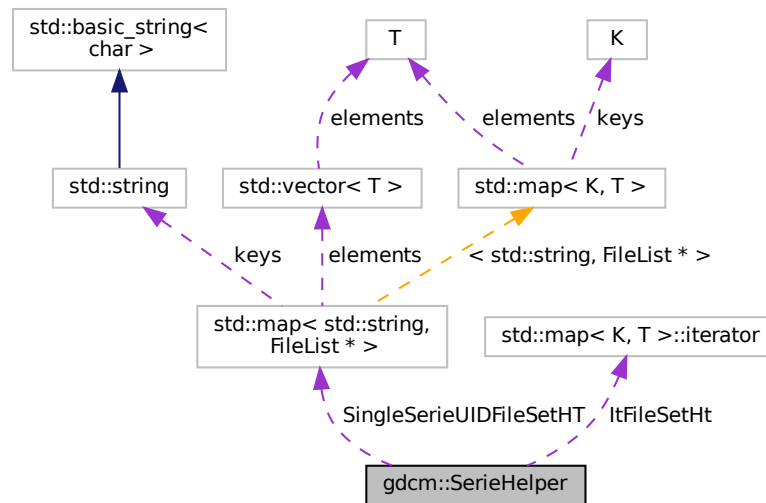 std::basic_string<
char >
T
K
elements
elements
keys
std::string
std::vector< T >
std::map< K, T >
keys
elements
< std::string, FileList * >
std::map< std::string,
FileList * >
std::map< K, T >::iterator
SingleSerieUIDFileSetHT
ItFileSetHt
gdcm::SerieHelper